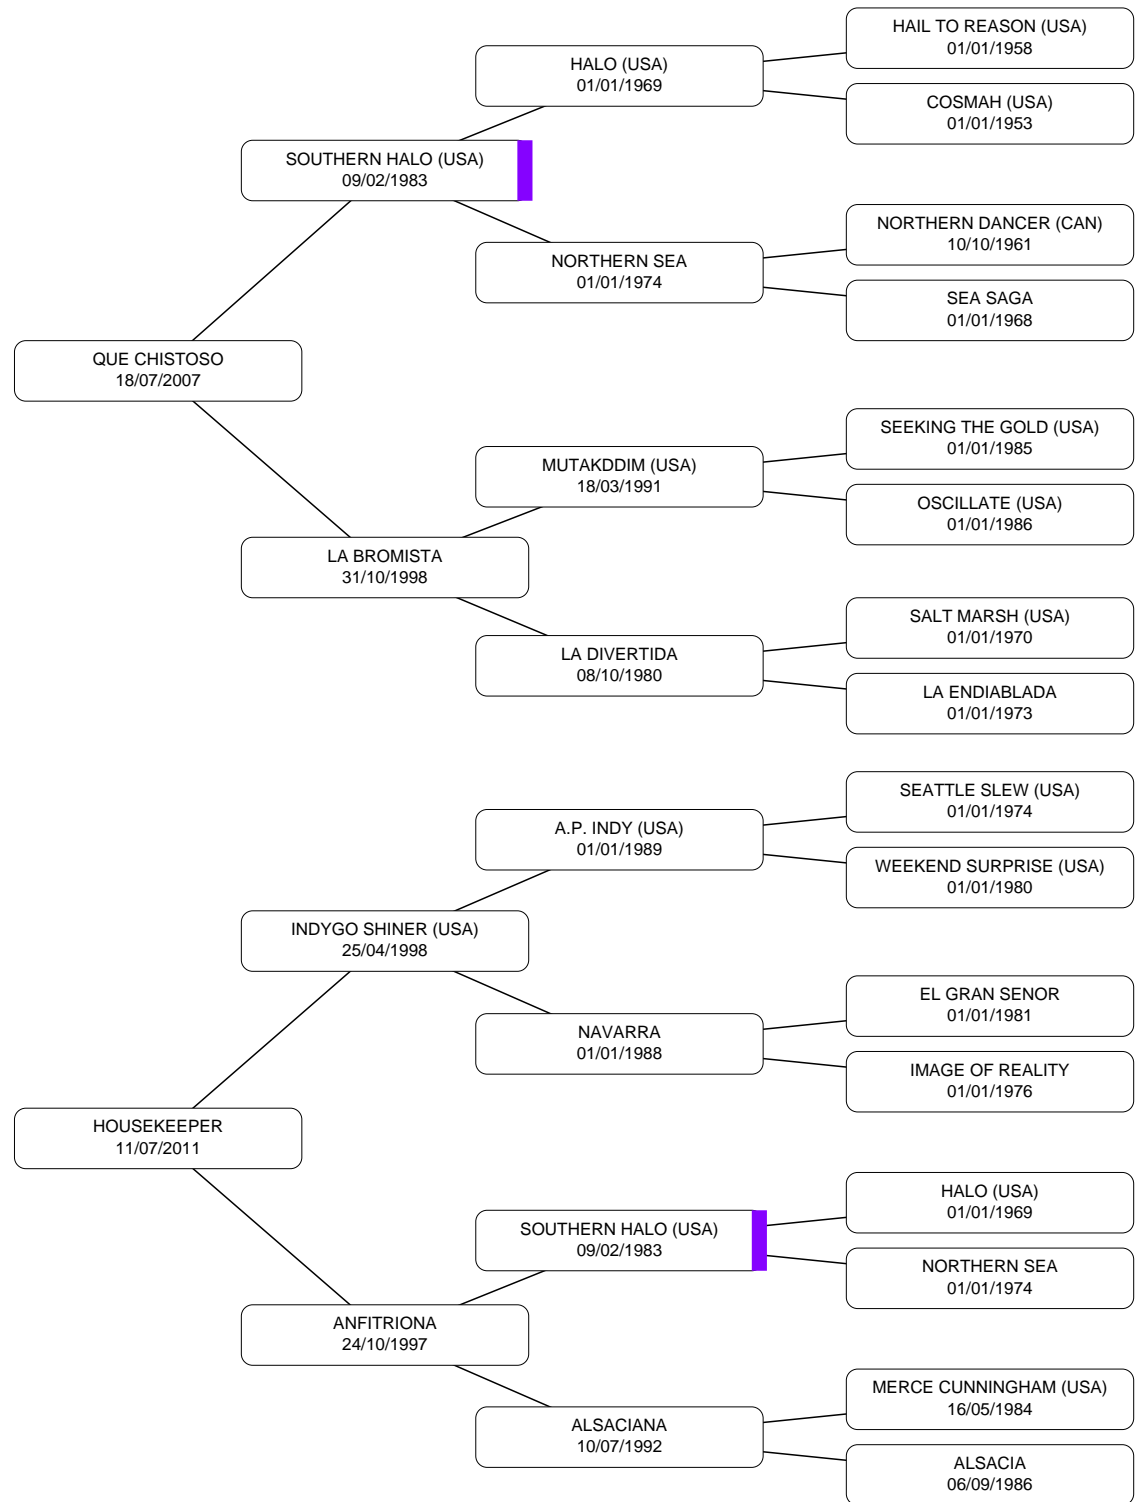 HAIL TO REASON (USA)
01/01/1958
HALO (USA)
01/01/1969
COSMAH (USA)
01/01/1953
SOUTHERN HALO (USA)
09/02/1983
NORTHERN DANCER (CAN)
10/10/1961
NORTHERN SEA
01/01/1974
SEA SAGA
01/01/1968
QUE CHISTOSO
18/07/2007
SEEKING THE GOLD (USA)
01/01/1985
MUTAKDDIM (USA)
18/03/1991
OSCILLATE (USA)
01/01/1986
LA BROMISTA
31/10/1998
SALT MARSH (USA)
01/01/1970
LA DIVERTIDA
08/10/1980
LA ENDIABLADA
01/01/1973
SEATTLE SLEW (USA)
01/01/1974
A.P. INDY (USA)
01/01/1989
WEEKEND SURPRISE (USA)
01/01/1980
INDYGO SHINER (USA)
25/04/1998
EL GRAN SENOR
01/01/1981
NAVARRA
01/01/1988
IMAGE OF REALITY
01/01/1976
HOUSEKEEPER
11/07/2011
HALO (USA)
01/01/1969
SOUTHERN HALO (USA)
09/02/1983
NORTHERN SEA
01/01/1974
ANFITRIONA
24/10/1997
MERCE CUNNINGHAM (USA)
16/05/1984
ALSACIANA
10/07/1992
ALSACIA
06/09/1986